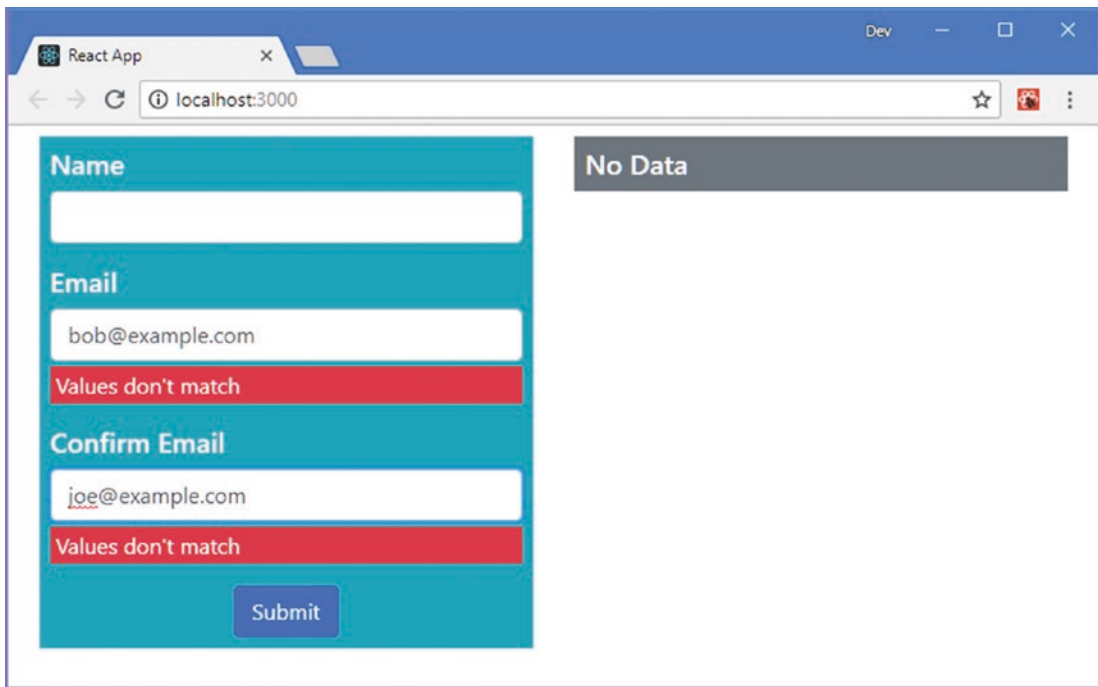 Dev
React App
localhost:3000
Name
No Data
Email
bob@example.com
Values don't match
Confirm Email
joe@example.com
Values don't match
Submit